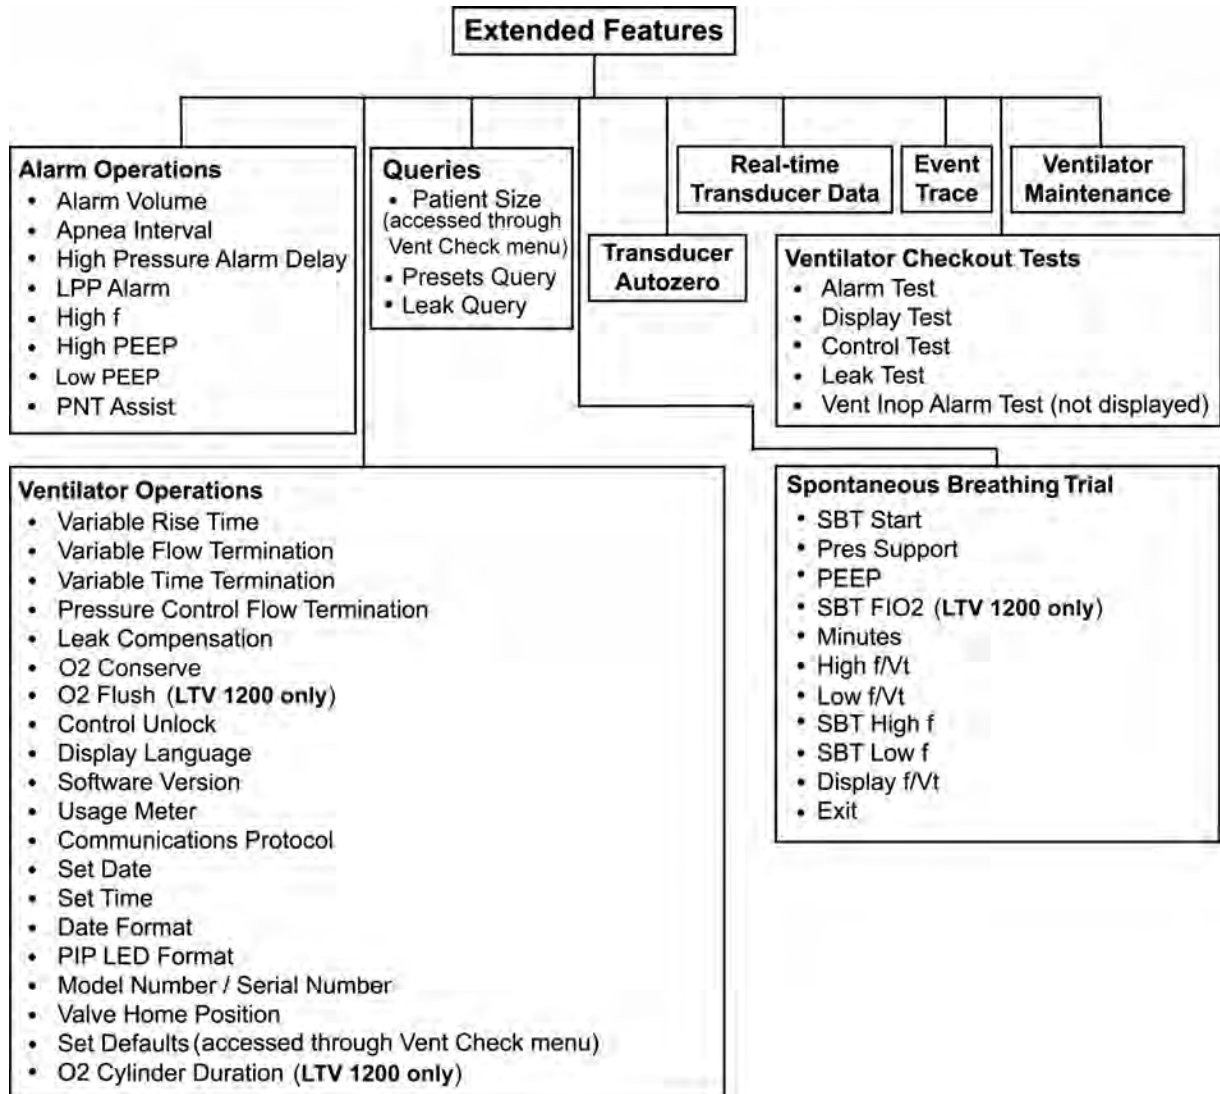 Extended Features
Alarm Operations
• Alarm Volume
• Apnea Interval
• High Pressure Alarm Delay
• LPP Alarm
• High f
• High PEEP
• Low PEEP
• PNT Assist
Queries
• Patient Size
(accessed through
Vent Check menu)
• Presets Query
• Leak Query
Transducer
Autozero
Real-time
Transducer Data
Event
Trace
Ventilator
Maintenance
Ventilator Checkout Tests
• Alarm Test
• Display Test
• Control Test
• Leak Test
• Vent Inop Alarm Test (not displayed)
Ventilator Operations
• Variable Rise Time
• Variable Flow Termination
• Variable Time Termination
• Pressure Control Flow Termination
• Leak Compensation
• O2 Conserve
• O2 Flush (LTV 1200 only)
• Control Unlock
• Display Language
• Software Version
• Usage Meter
• Communications Protocol
• Set Date
• Set Time
• Date Format
• PIP LED Format
• Model Number / Serial Number
• Valve Home Position
• Set Defaults (accessed through Vent Check menu)
• O2 Cylinder Duration (LTV 1200 only)
Spontaneous Breathing Trial
• SBT Start
• Pres Support
• PEEP
• SBT FIO2 (LTV 1200 only)
• Minutes
• High f/Vt
• Low f/Vt
• SBT High f
• SBT Low f
• Display f/Vt
• Exit